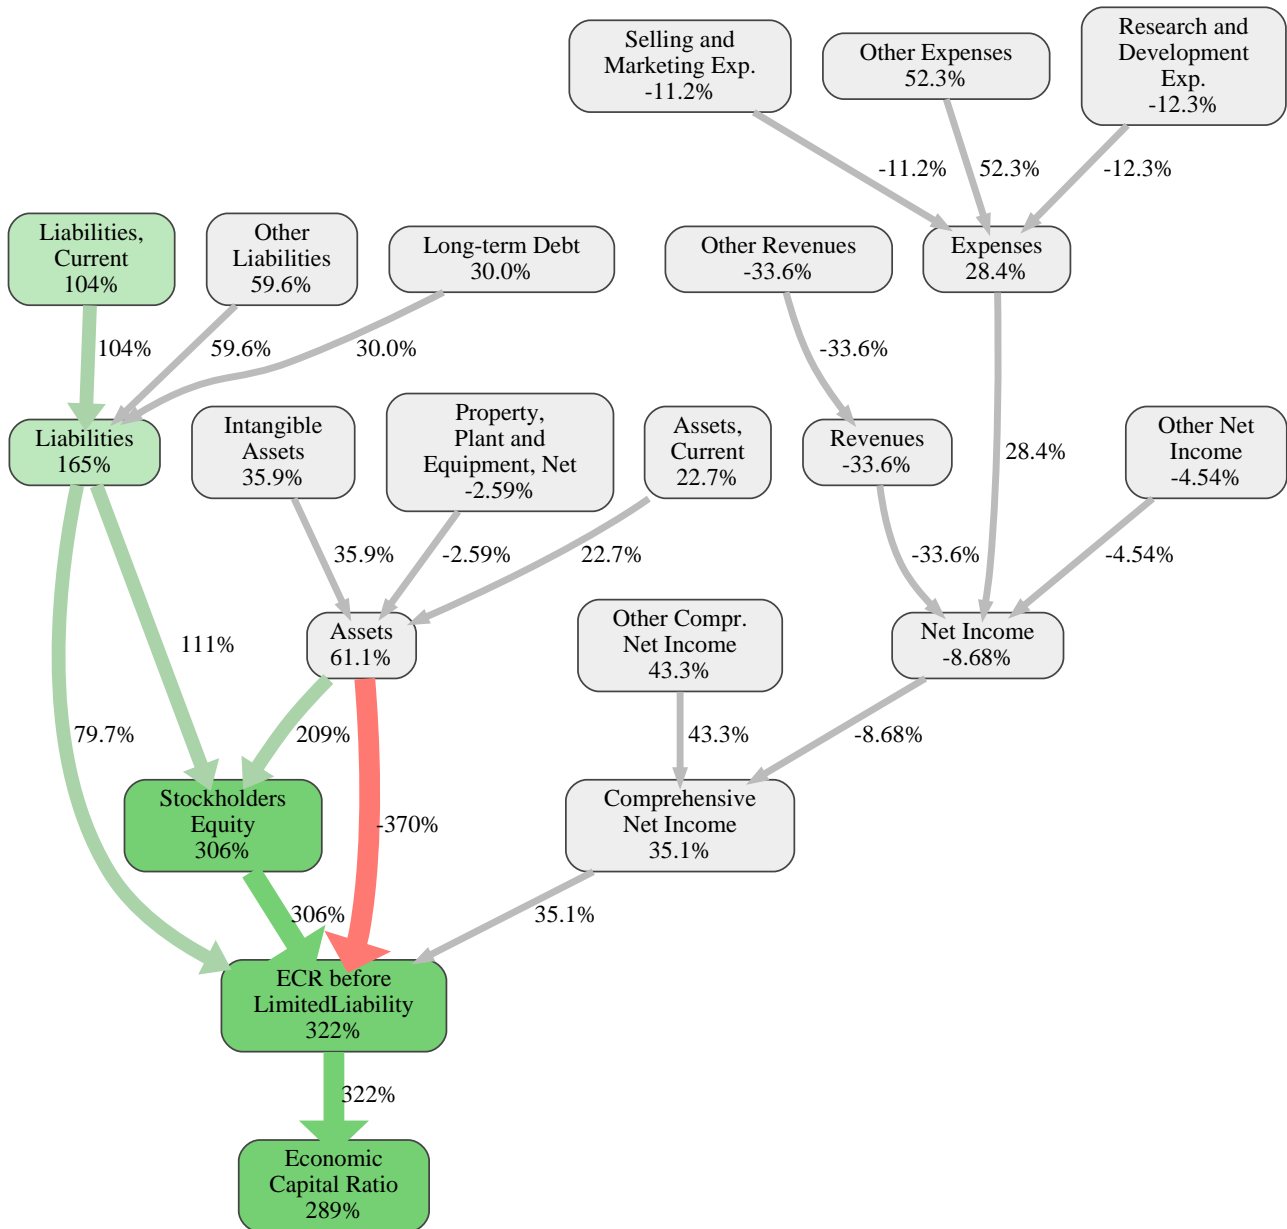 Selling and
Marketing Exp.
-11.2%
Other Expenses
52.3%
Research and
Development
Exp.
-12.3%
-11.2%
52.3%
-12.3%
Liabilities,
Current
104%
Other
Liabilities
59.6%
Long-term Debt
30.0%
Other Revenues
-33.6%
Expenses
28.4%
104%
59.6%
30.0%
-33.6%
Liabilities
165%
Intangible
Assets
35.9%
Property,
Plant and
Equipment, Net
-2.59%
Assets,
Current
22.7%
Revenues
-33.6%
28.4%
Other Net
Income
-4.54%
35.9%
-2.59%
22.7%
-33.6%
-4.54%
111%
Assets
61.1%
Other Compr.
Net Income
43.3%
Net Income
-8.68%
79.7%
209%
43.3%
-8.68%
Stockholders
Equity
306%
-370%
Comprehensive
Net Income
35.1%
306%
35.1%
ECR before
LimitedLiability
322%
322%
Economic
Capital Ratio
289%